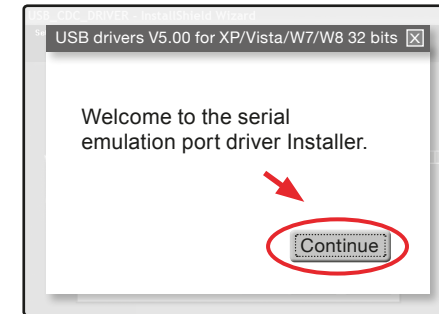 USB_CDC_DRIVER - InstallShield Wizard
USB drivers V5.00 for XP/Vista/W7/W8 32 bits
Welcome to the serial
emulation port driver Installer.
Continue